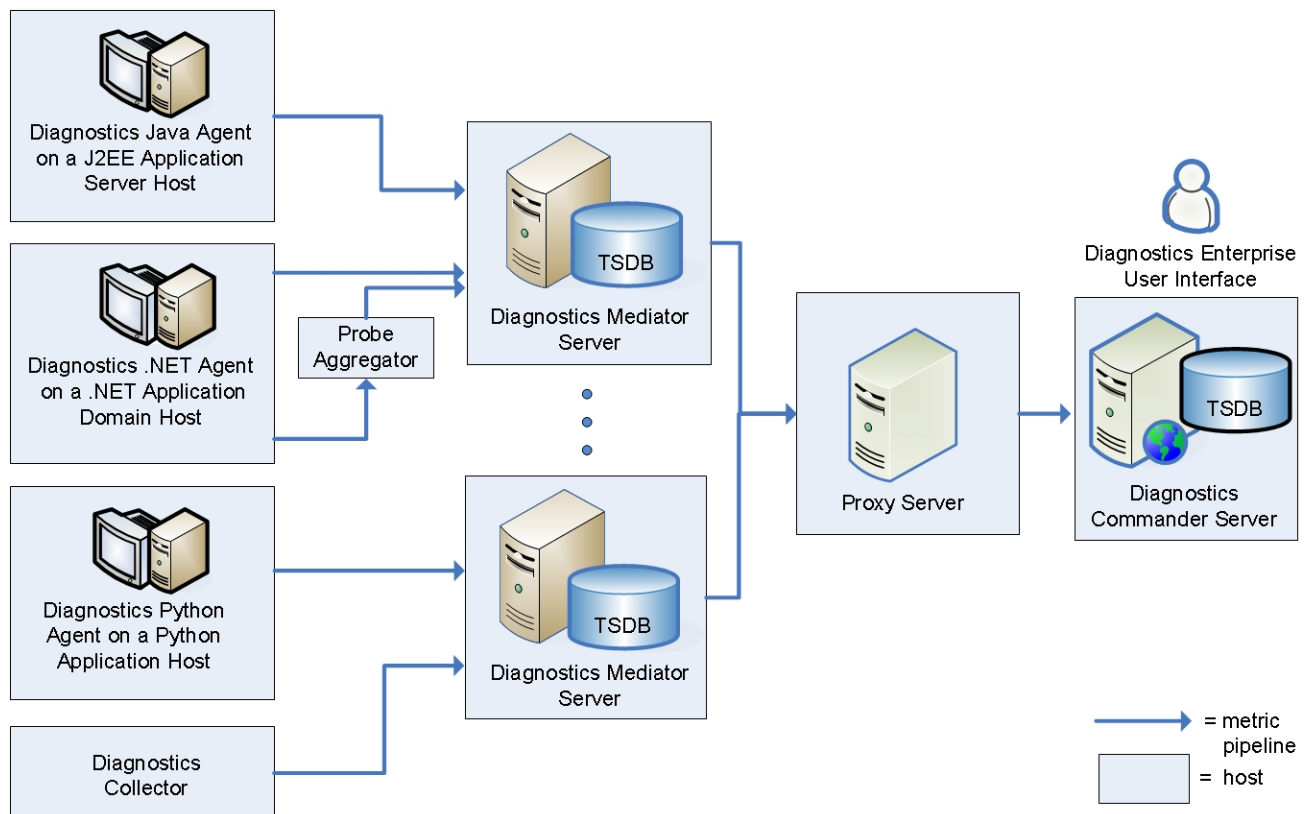 Diagnostics Java Agent
on a J2EE Application
Server Host
Diagnostics .NET Agent
on a .NET Application
Domain Host
Probe
Aggregator
Diagnostics Python
Agent on a Python
Application Host
Diagnostics
Collector
TSDB
Diagnostics Mediator
Server
TSDB
Diagnostics Mediator
Server
Proxy Server
Diagnostics Enterprise
User Interface
TSDB
Diagnostics
Commander Server
= metric
pipeline
= host